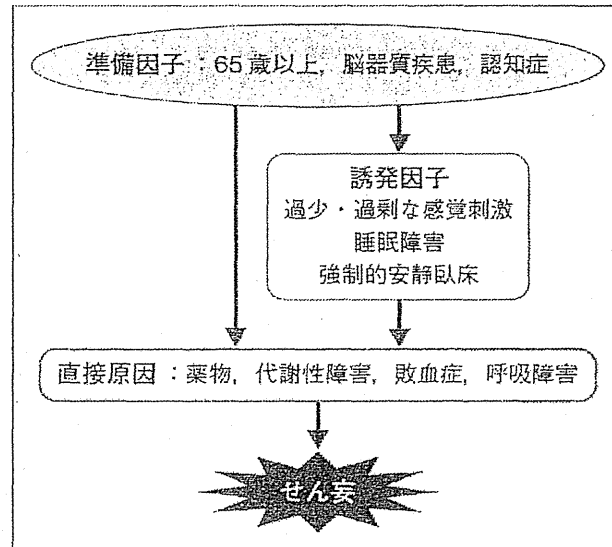 準備因子：65歳以上，脳器質疾患，認知症
誘発因子
過少・過剰な感覚刺激
睡眠障害
強制的安静臥床
直接原因：薬物，代謝性障害，敗血症，呼吸障害
せん妄